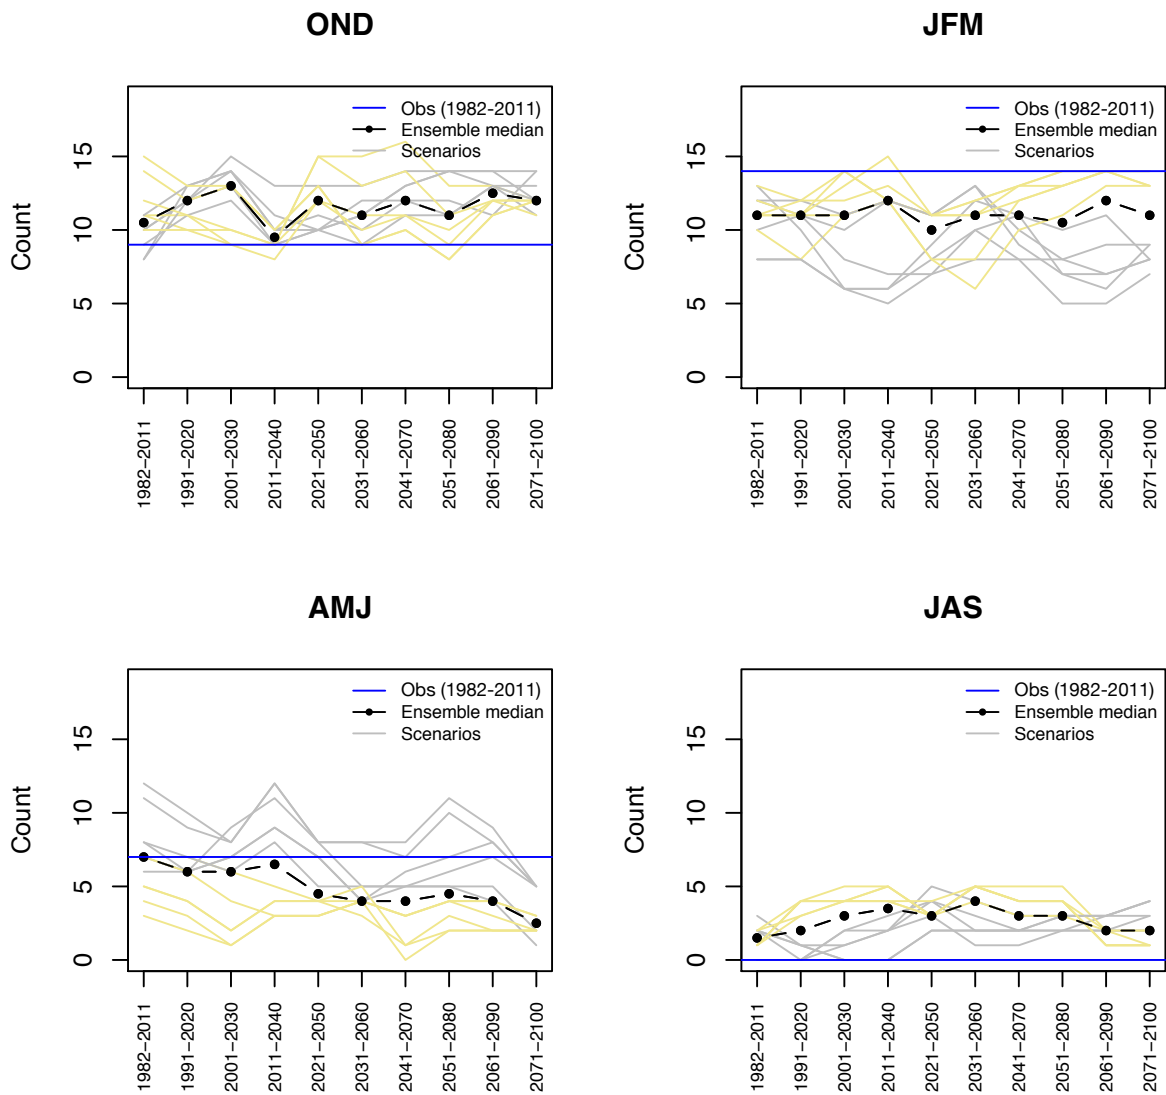 OND
Count
0
5
10
15
Obs (1982-2011)
Ensemble median
Scenarios
1982−2011
1991−2020
2001−2030
2011−2040
2021−2050
2031−2060
2041−2070
2051−2080
2061−2090
2071−2100
JFM
Count
0
5
10
15
Obs (1982-2011)
Ensemble median
Scenarios
1982−2011
1991−2020
2001−2030
2011−2040
2021−2050
2031−2060
2041−2070
2051−2080
2061−2090
2071−2100
AMJ
Count
0
5
10
15
Obs (1982-2011)
Ensemble median
Scenarios
1982−2011
1991−2020
2001−2030
2011−2040
2021−2050
2031−2060
2041−2070
2051−2080
2061−2090
2071−2100
JAS
Count
0
5
10
15
Obs (1982-2011)
Ensemble median
Scenarios
1982−2011
1991−2020
2001−2030
2011−2040
2021−2050
2031−2060
2041−2070
2051−2080
2061−2090
2071−2100